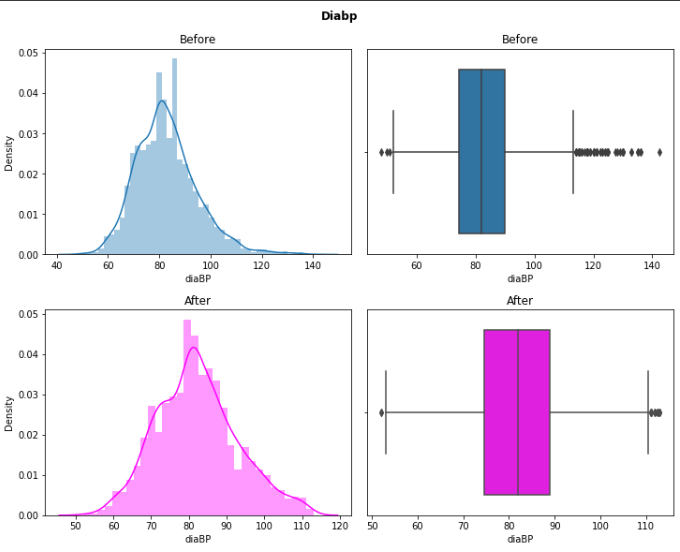 Diabp
Before
Before
0.05
0.04
0.03
0.02
0.01
0.00
Density
40 60 80 100 120 140
diaBP
60 80 100 120 140
diaBP
After
After
0.05
0.04
0.03
0.02
0.01
0.00
Density
50 60 70 80 90 100 110 120
diaBP
50 60 70 80 90 100 110
diaBP